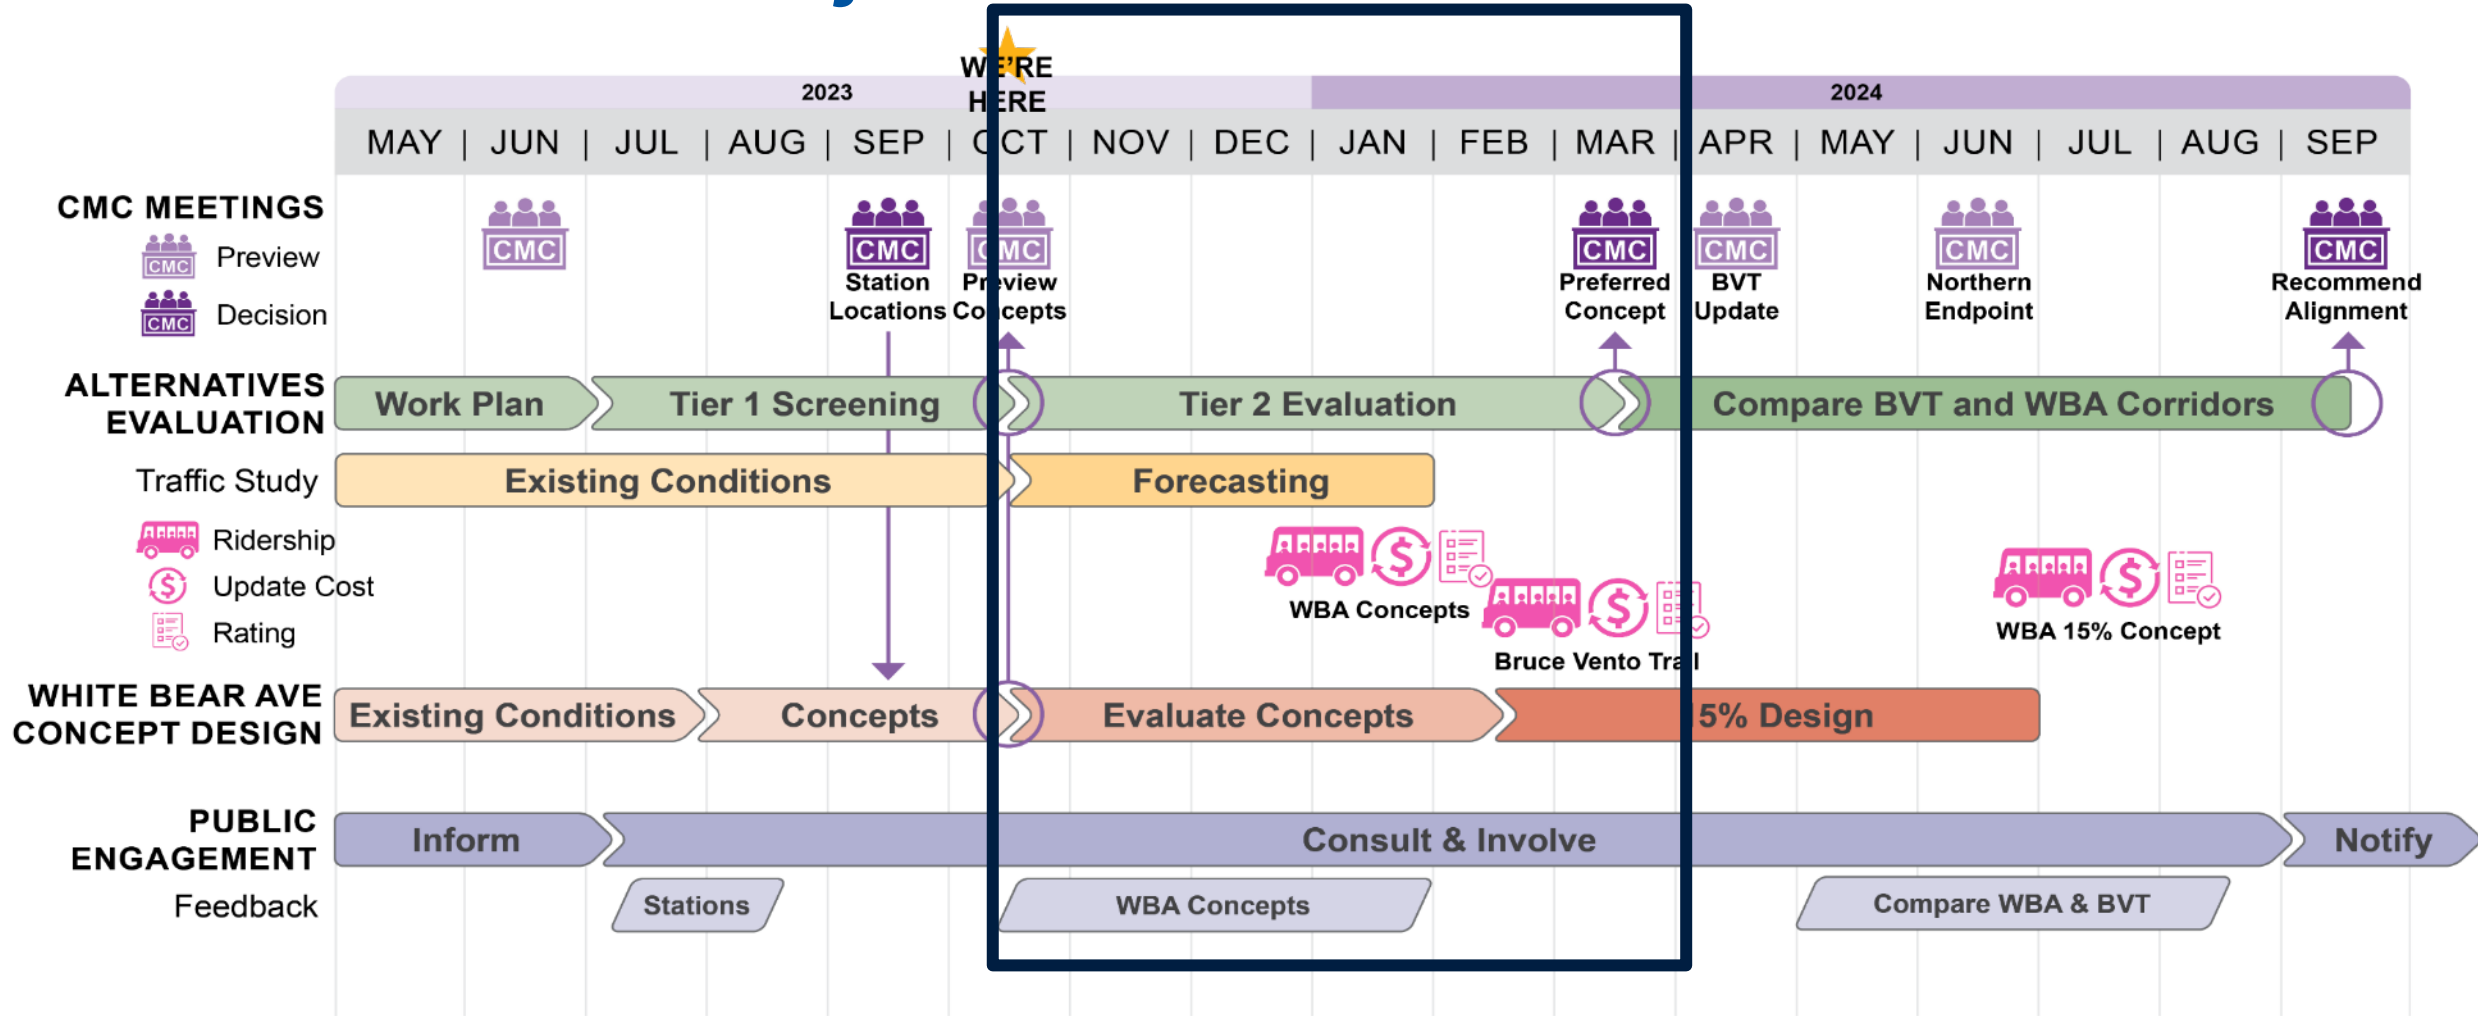 WE'RE
HERE
2023
2024
MAY | JUN | JUL | AUG | SEP | OCT | NOV | DEC | JAN | FEB | MAR | APR | MAY | JUN | JUL | AUG | SEP
CMC MEETINGS
CMC Preview
CMC Decision
CMC
CMC
Station
Locations
CMC
Preview
Concepts
CMC
Preferred
Concept
CMC
BVT
Update
CMC
Northern
Endpoint
CMC
Recommend
Alignment
ALTERNATIVES
EVALUATION
Work Plan
Tier 1 Screening
Tier 2 Evaluation
Compare BVT and WBA Corridors
Traffic Study
Existing Conditions
Forecasting
Ridership
$ Update Cost
Rating
$
WBA Concepts
$
Bruce Vento Trail
$
WBA 15% Concept
WHITE BEAR AVE
CONCEPT DESIGN
Existing Conditions
Concepts
Evaluate Concepts
5% Design
PUBLIC
ENGAGEMENT
Inform
Consult & Involve
Notify
Feedback
Stations
WBA Concepts
Compare WBA & BVT